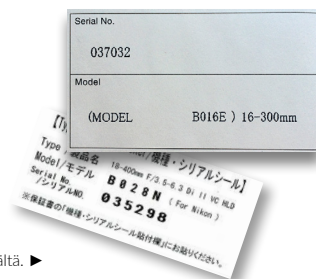 Serial No.
037032
Model
(MODEL B016E ) 16-300mm
機種・シリアルシール】
Type / 製品名 18-400mm F/3.5-6.3 Di II VC HLD
Model/モデル B028N ( For Nikon )
Serial No. /シリアルNO. 035298
※保証書の「機種・シリアルシール貼付欄」にお貼りください。
ältä. ►